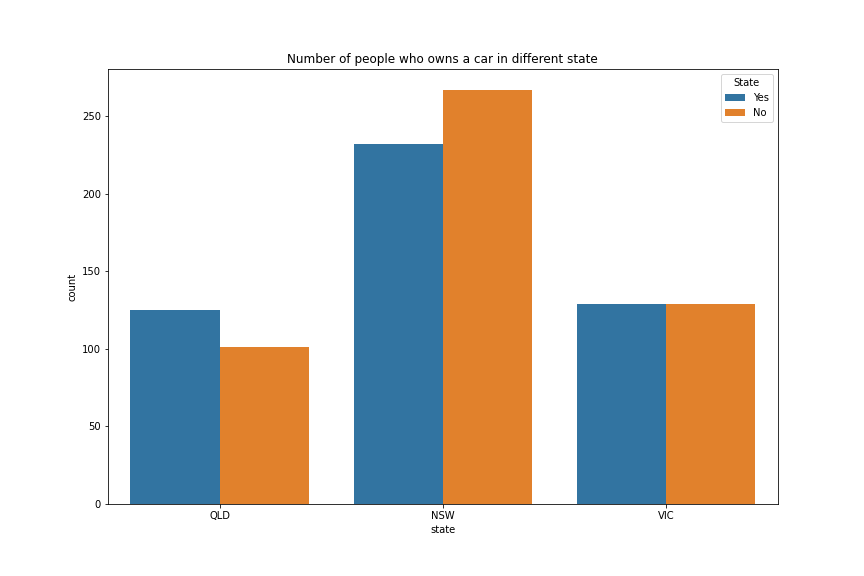 Number of people who owns a car in different state
State
Yes
No
250
200
150
100
50
0
count
QLD
NSW
VIC
state